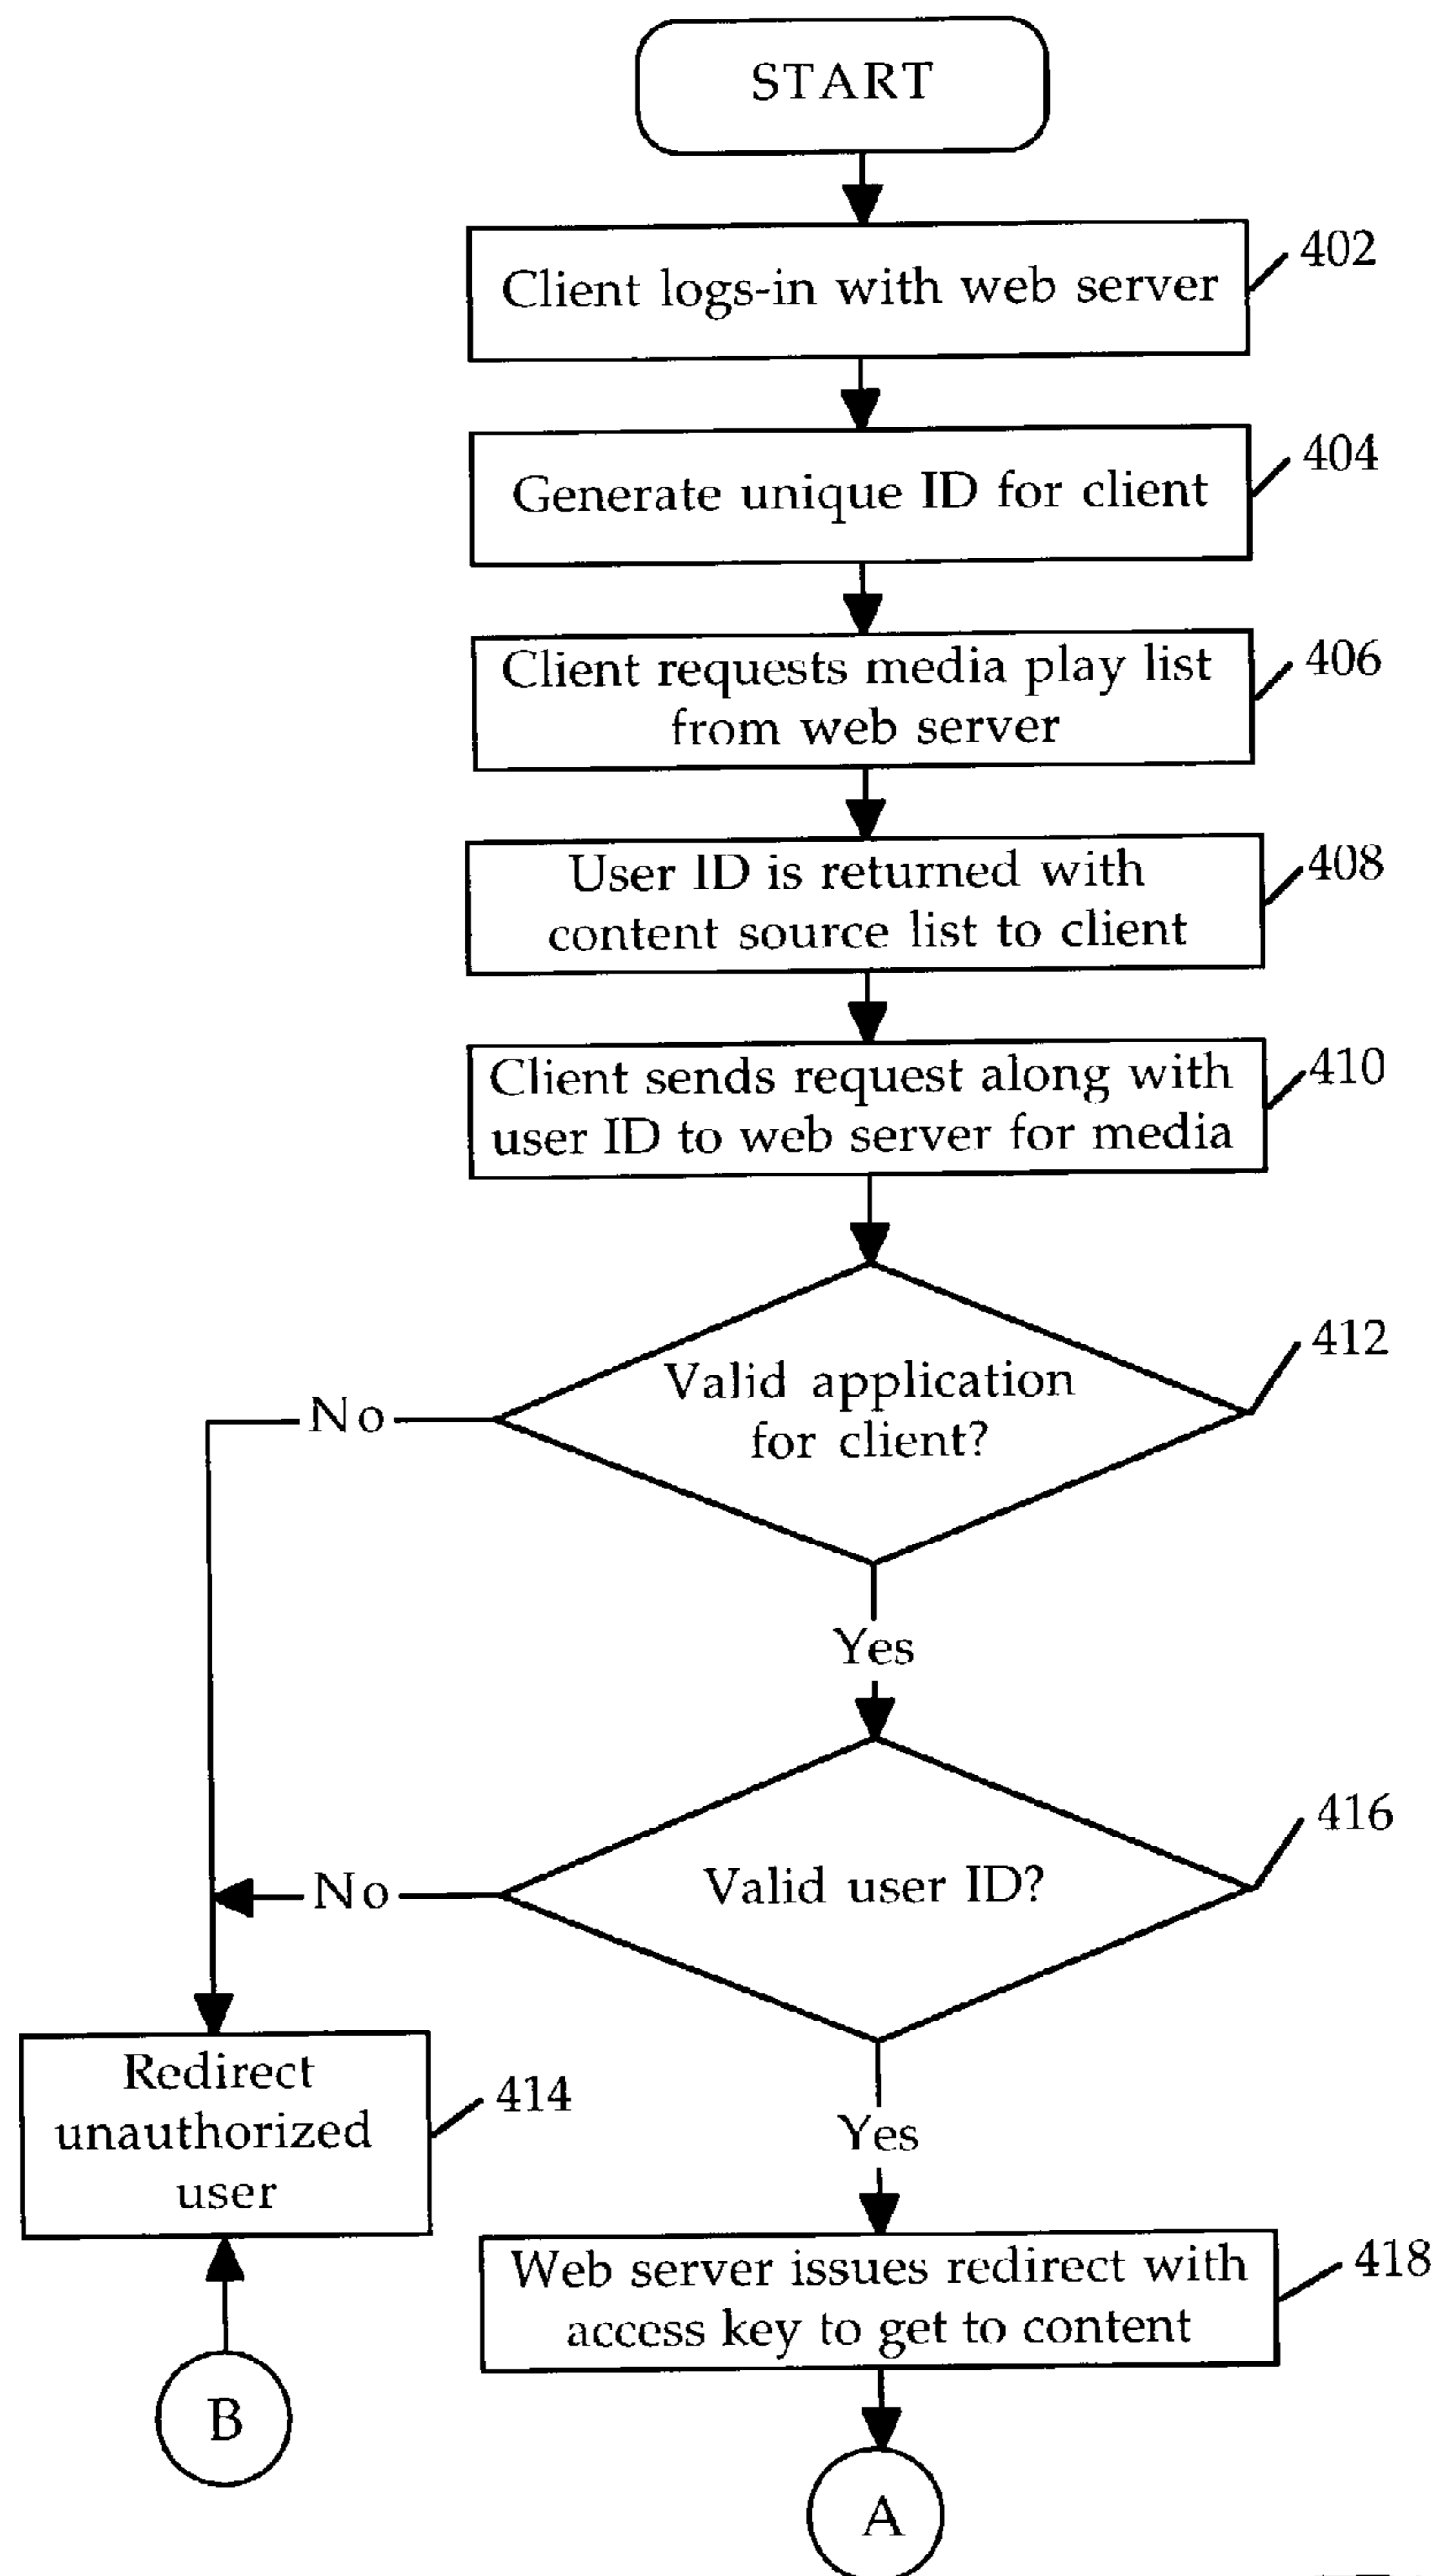 START
Client logs-in with web server
402
Generate unique ID for client
404
Client requests media play list
from web server
406
User ID is returned with
content source list to client
408
Client sends request along with
user ID to web server for media
410
Valid application
for client?
412
No
Yes
Valid user ID?
416
No
Yes
Redirect
unauthorized
user
414
Web server issues redirect with
access key to get to content
418
B
A